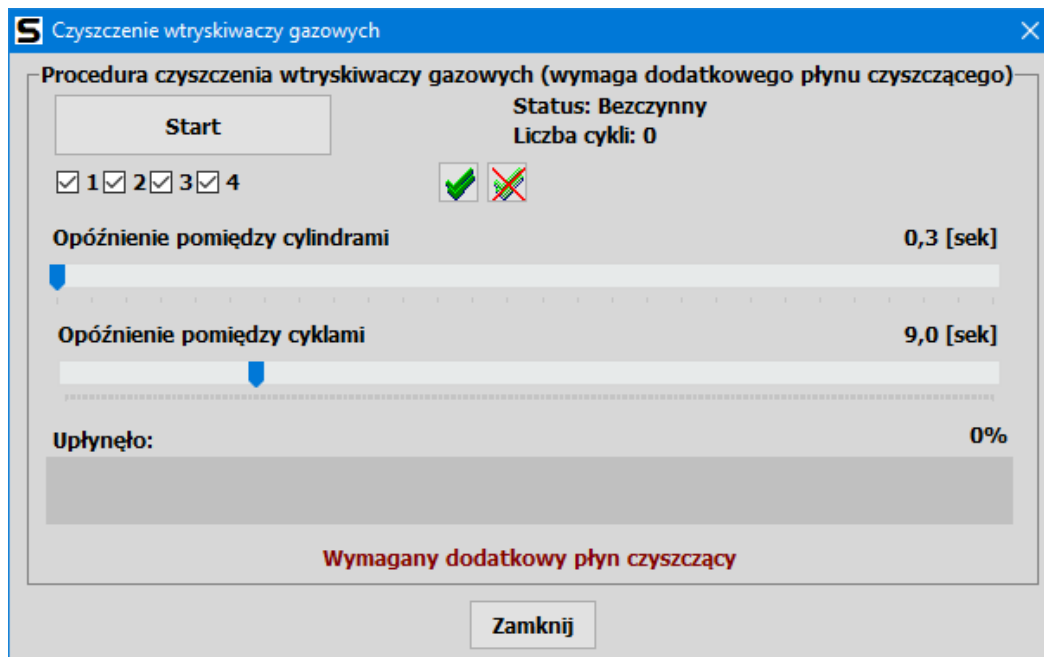 S Czyszczenie wtryskiwaczy gazowych
Procedura czyszczenia wtryskiwaczy gazowych (wymaga dodatkowego płynu czyszczącego)
Start
Status: Bezczynny
Liczba cykli: 0
1 2 3 4
Opóźnienie pomiędzy cylindrami 0,3 [sek]
Opóźnienie pomiędzy cyklami 9,0 [sek]
Upłynęło: 0%
Wymagany dodatkowy płyn czyszczący
Zamknij